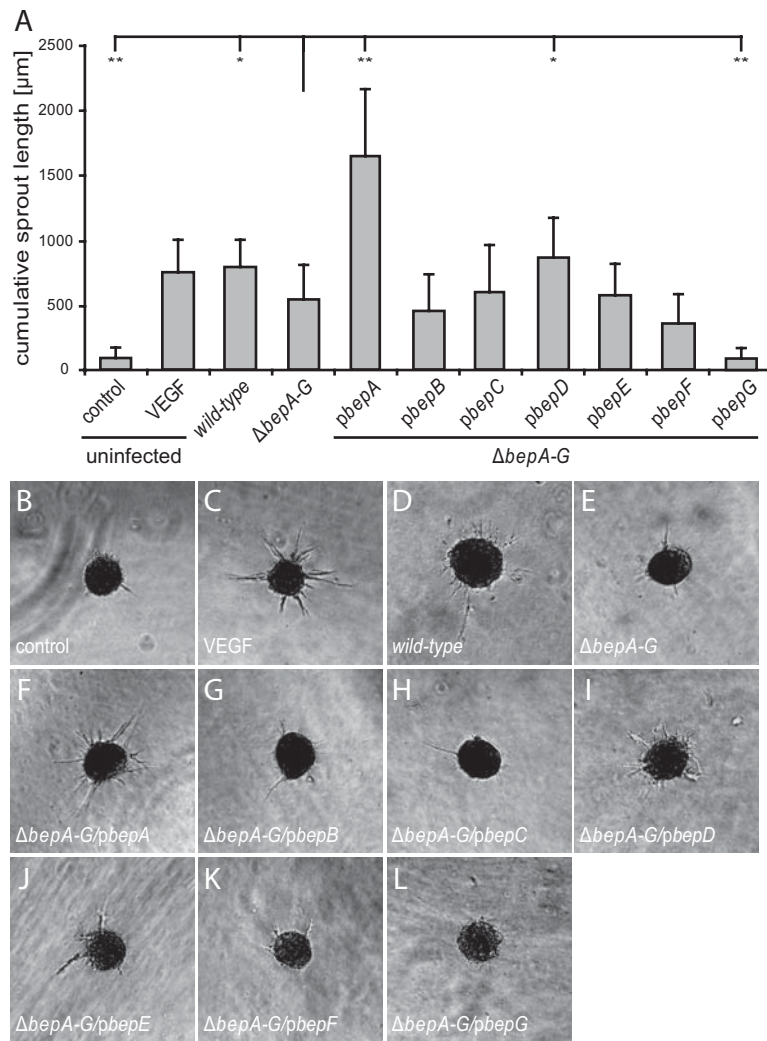 A
cumulative sprout length [µm]
2500
2000
1500
1000
500
0
** * ** * **
control VEGF wild-type ΔbepA-G pbepA pbepB pbepC pbepD pbepE pbepF pbepG
uninfected ΔbepA-G
B C D E
control VEGF wild-type ΔbepA-G
F G H I
ΔbepA-G/pbepA ΔbepA-G/pbepB ΔbepA-G/pbepC ΔbepA-G/pbepD
J K L
ΔbepA-G/pbepE ΔbepA-G/pbepF ΔbepA-G/pbepG